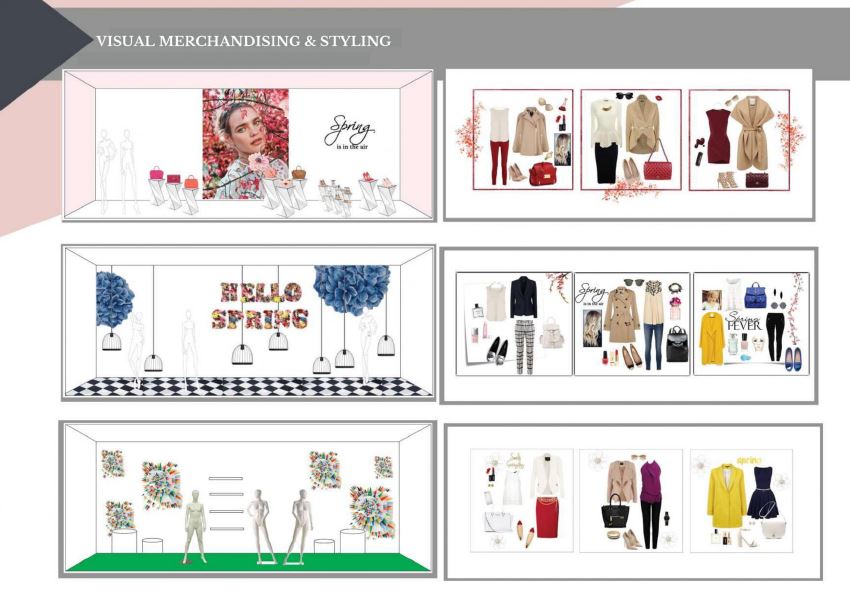 VISUAL MERCHANDISING & STYLING
Spring
is in the air
HELLO
SPRING
Spring
is in the air
Spring
FEVER
spring